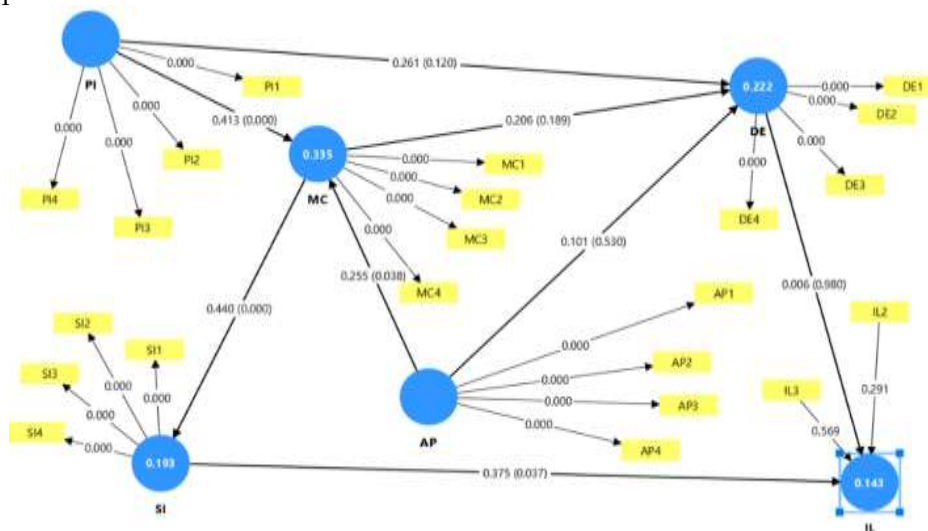 PI
0.000
PI1
0.000
PI2
0.000
PI3
0.000
PI4
0.261 (0.120)
0.413 (0.000)
0.335
MC
0.000
MC1
0.000
MC2
0.000
MC3
0.000
MC4
0.206 (0.189)
0.222
DE
0.000
DE1
0.000
DE2
0.000
DE3
0.000
DE4
0.101 (0.530)
0.255 (0.038)
0.440 (0.000)
0.006 (0.980)
SI2
SI1
SI3
SI4
0.000
0.000
0.000
0.000
0.193
SI
AP
0.000
AP1
0.000
AP2
0.000
AP3
0.000
AP4
0.375 (0.037)
IL2
0.291
IL3
0.569
0.143
IL